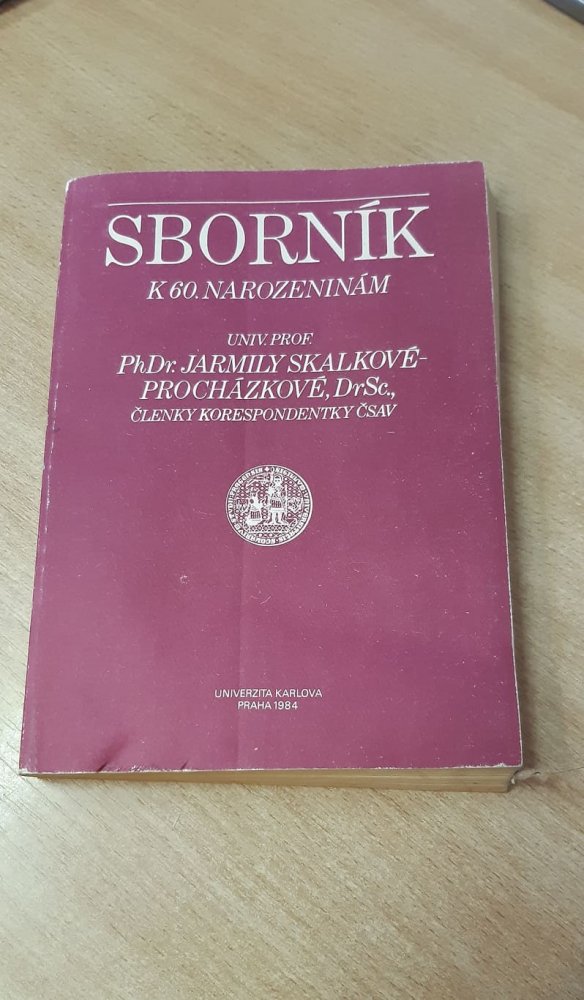 SBORNÍK
K 60. NAROZENINÁM
UNIV. PROF.
PhDr. JARMILY SKALKOVÉ-
PROCHÁZKOVÉ, DrSc.,
ČLENKY KORESPONDENTKY ČSAV
UNIVERZITA KARLOVA
PRAHA 1984